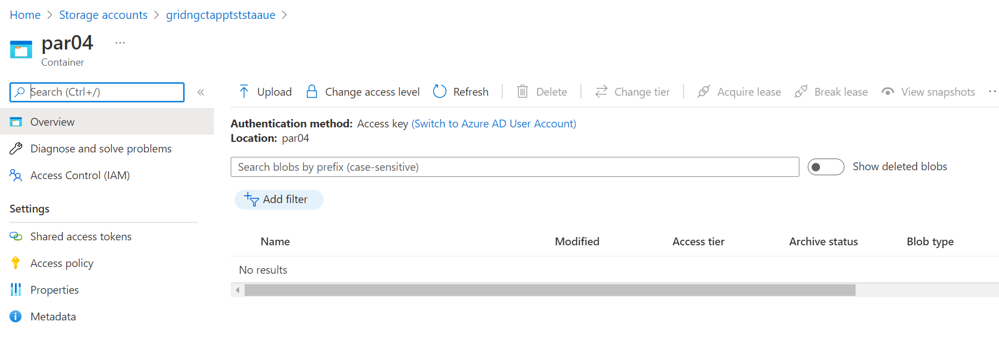 Home > Storage accounts > gridngctapptststaaue >
par04 ...
Container
Search (Ctrl+/) «
Upload Change access level Refresh Delete Change tier Acquire lease Break lease View snapshots ..
Overview
Diagnose and solve problems
Access Control (IAM)
Settings
Shared access tokens
Access policy
Properties
Metadata
Authentication method: Access key (Switch to Azure AD User Account)
Location: par04
Search blobs by prefix (case-sensitive) Show deleted blobs
Add filter
Name Modified Access tier Archive status Blob type
No results